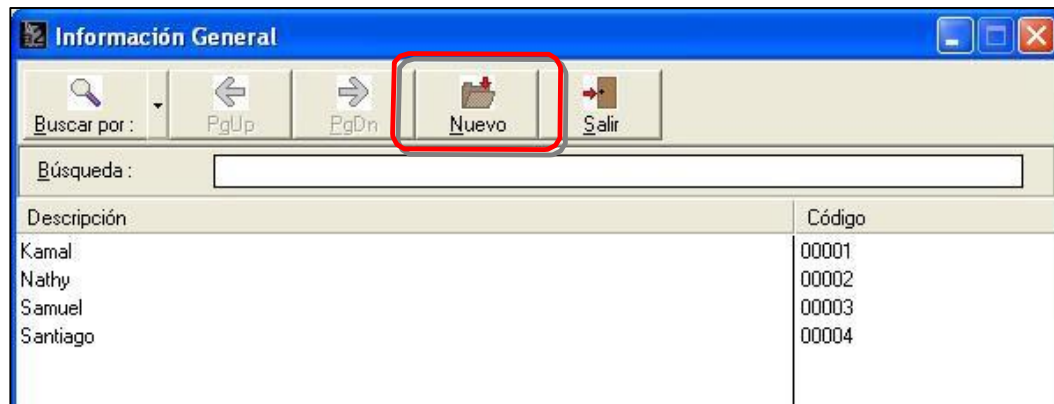 Información General
Buscar por : PgUp PgDn Nuevo Salir
Búsqueda :
Descripción Código
Kamal 00001
Nathy 00002
Samuel 00003
Santiago 00004